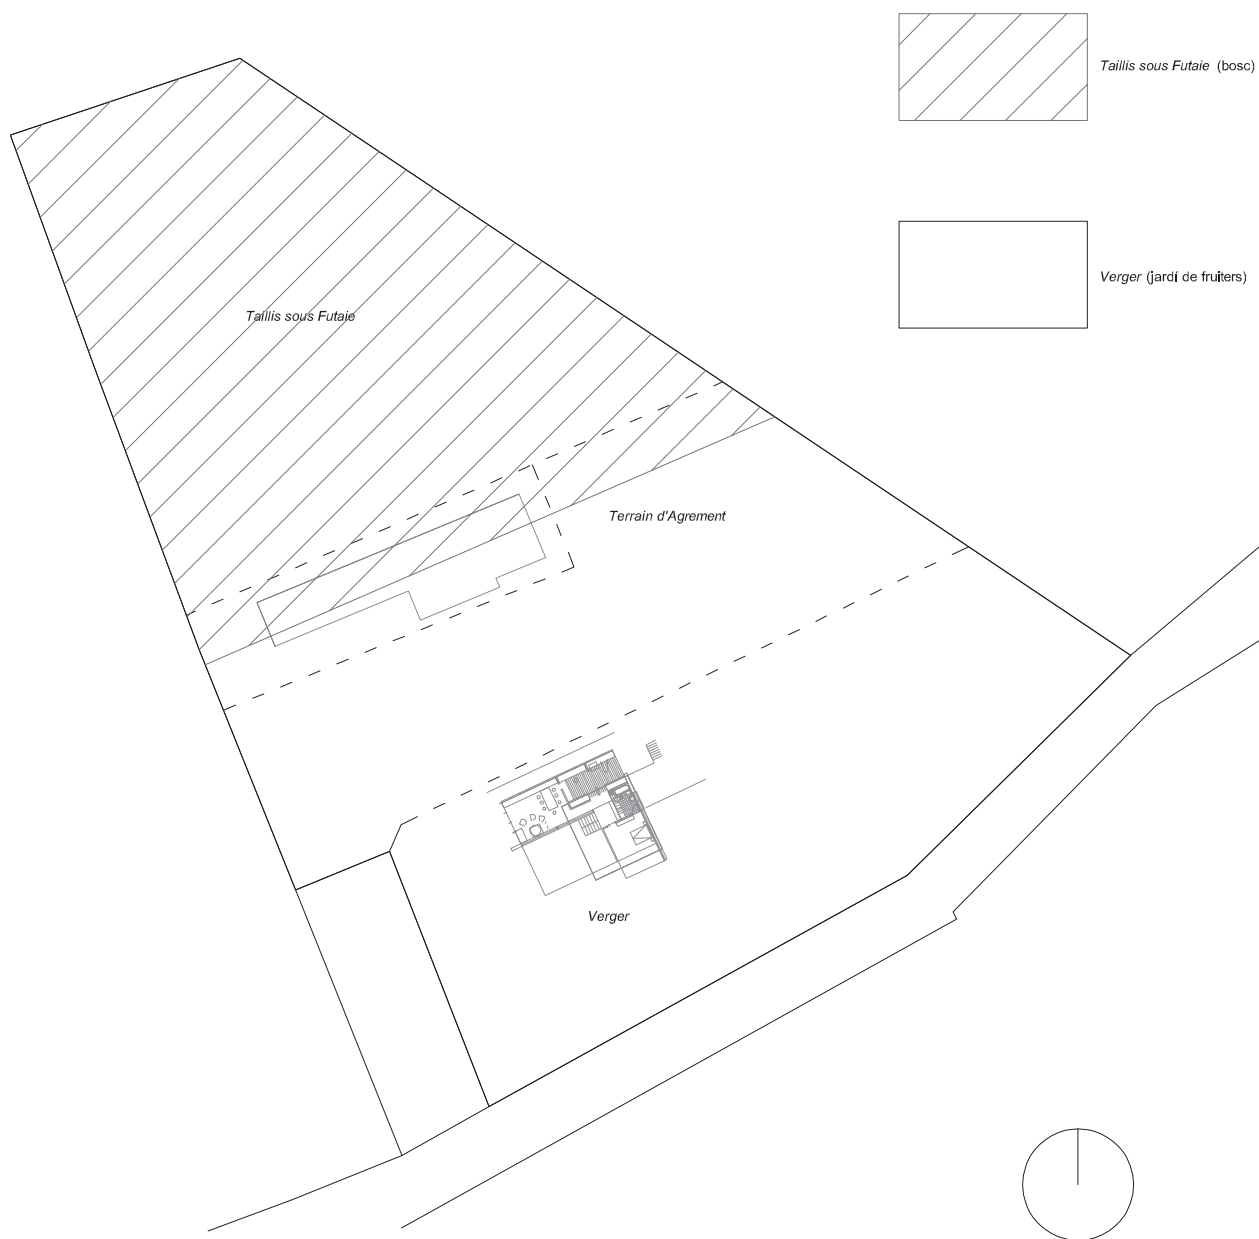 Taillis sous Futaie (bosc)
Verger (jardí de fruiters)
Taillis sous Futaie
Terrain d'Agrement
Verger